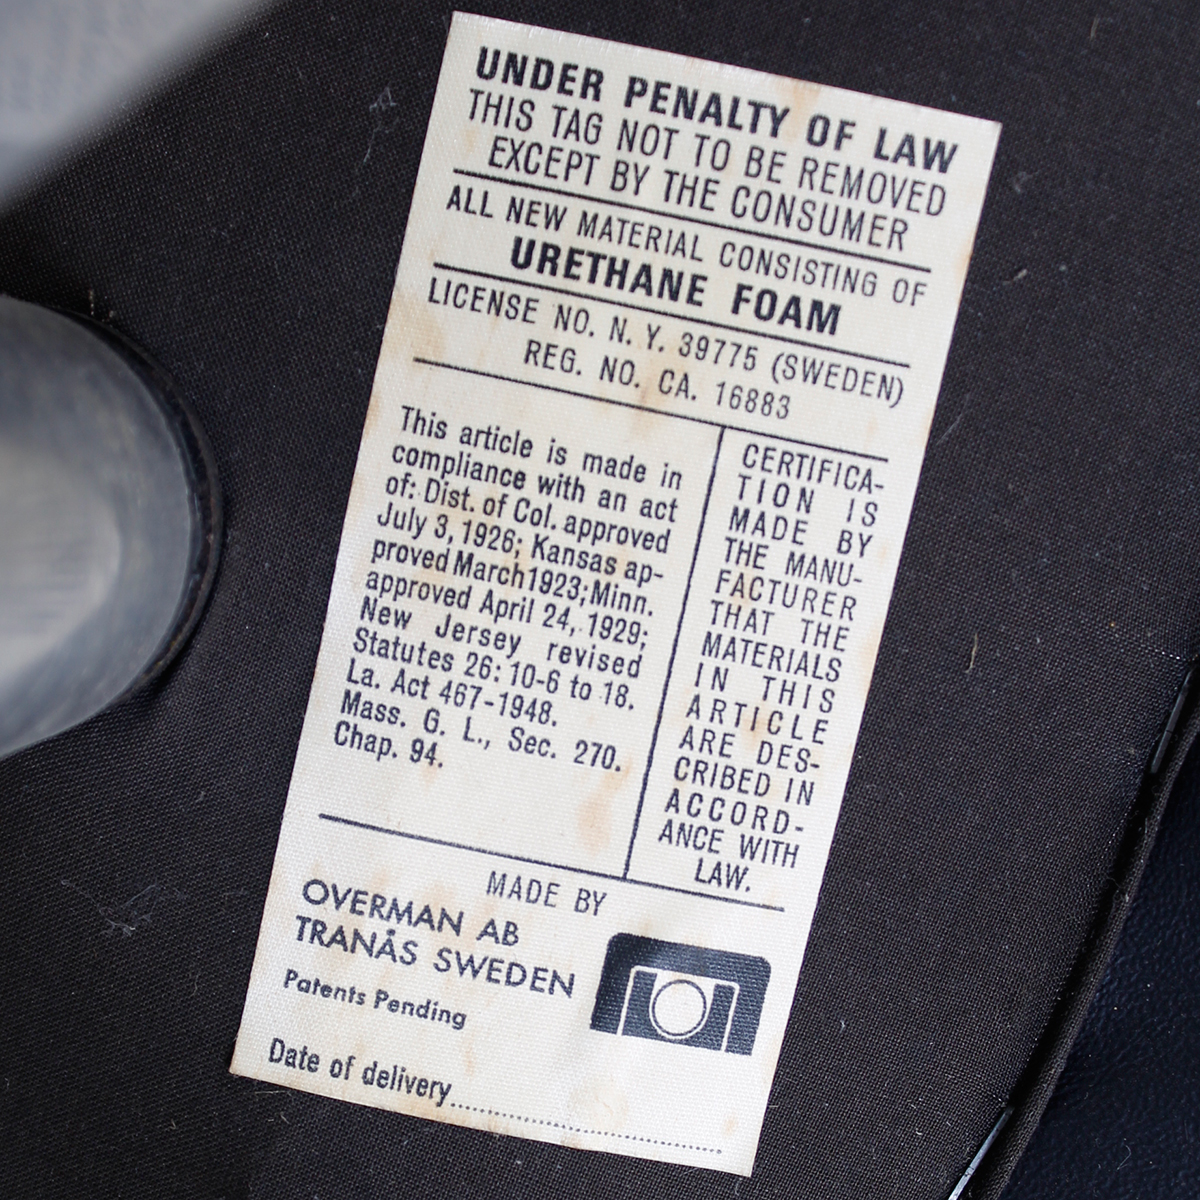 UNDER PENALTY OF LAW
THIS TAG NOT TO BE REMOVED
EXCEPT BY THE CONSUMER
ALL NEW MATERIAL CONSISTING OF
URETHANE FOAM
LICENSE NO. N. Y. 39775 (SWEDEN)
REG. NO. CA. 16883
This article is made in
compliance with an act
of: Dist. of Col. approved
July 3, 1926; Kansas ap-
proved March1923; Minn.
approved April 24, 1929;
New Jersey revised
Statutes 26: 10-6 to 18.
La. Act 467-1948.
Mass. G. L., Sec. 270.
Chap. 94.
CERTIFICA-
TION IS
MADE BY
THE MANU-
FACTURER
THAT THE
MATERIALS
IN THIS
ARTICLE
ARE DES-
CRIBED IN
ACCORD-
ANCE WITH
LAW.
MADE BY
OVERMAN AB
TRANÅS SWEDEN
Patents Pending
Date of delivery........................................